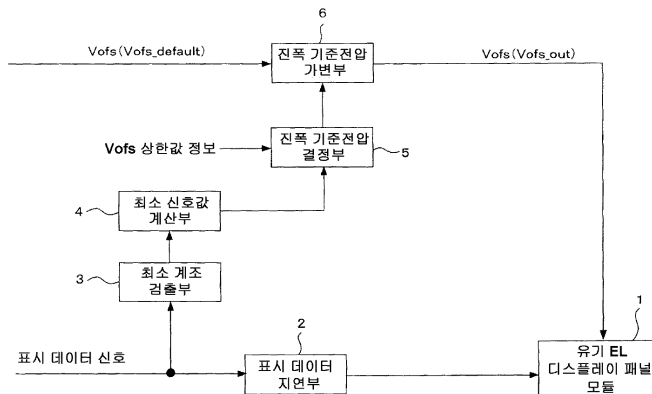 6
Vofs(Vofs_default)
진폭 기준전압
가변부
Vofs(Vofs_out)
Vofs 상한값 정보
진폭 기준전압
결정부
5
4
최소 신호값
계산부
3
최소 계조
검출부
표시 데이터 신호
2
표시 데이터
지연부
1
유기 EL
디스플레이 패널
모듈